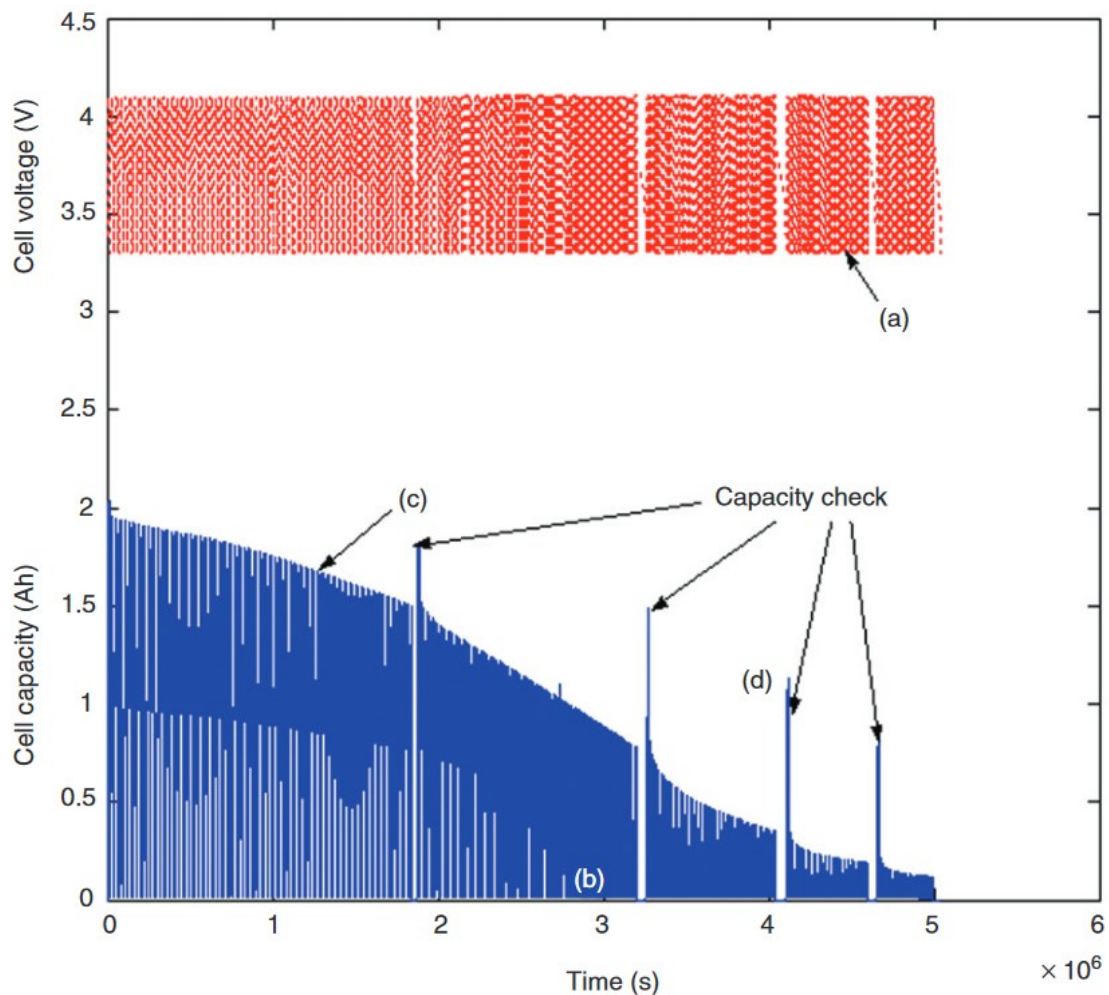 4.5
4
3.5
3
2.5
2
1.5
1
0.5
0
Cell voltage (V)
Cell capacity (Ah)
(a)
(c)
Capacity check
(d)
(b)
0 1 2 3 4 5 6
Time (s)
× 10⁶